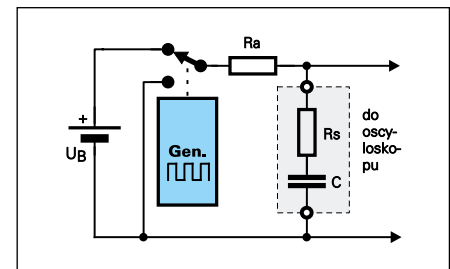 Ra
+
UB
Gen.
Rs
C
do
oscy-
losko-
pu